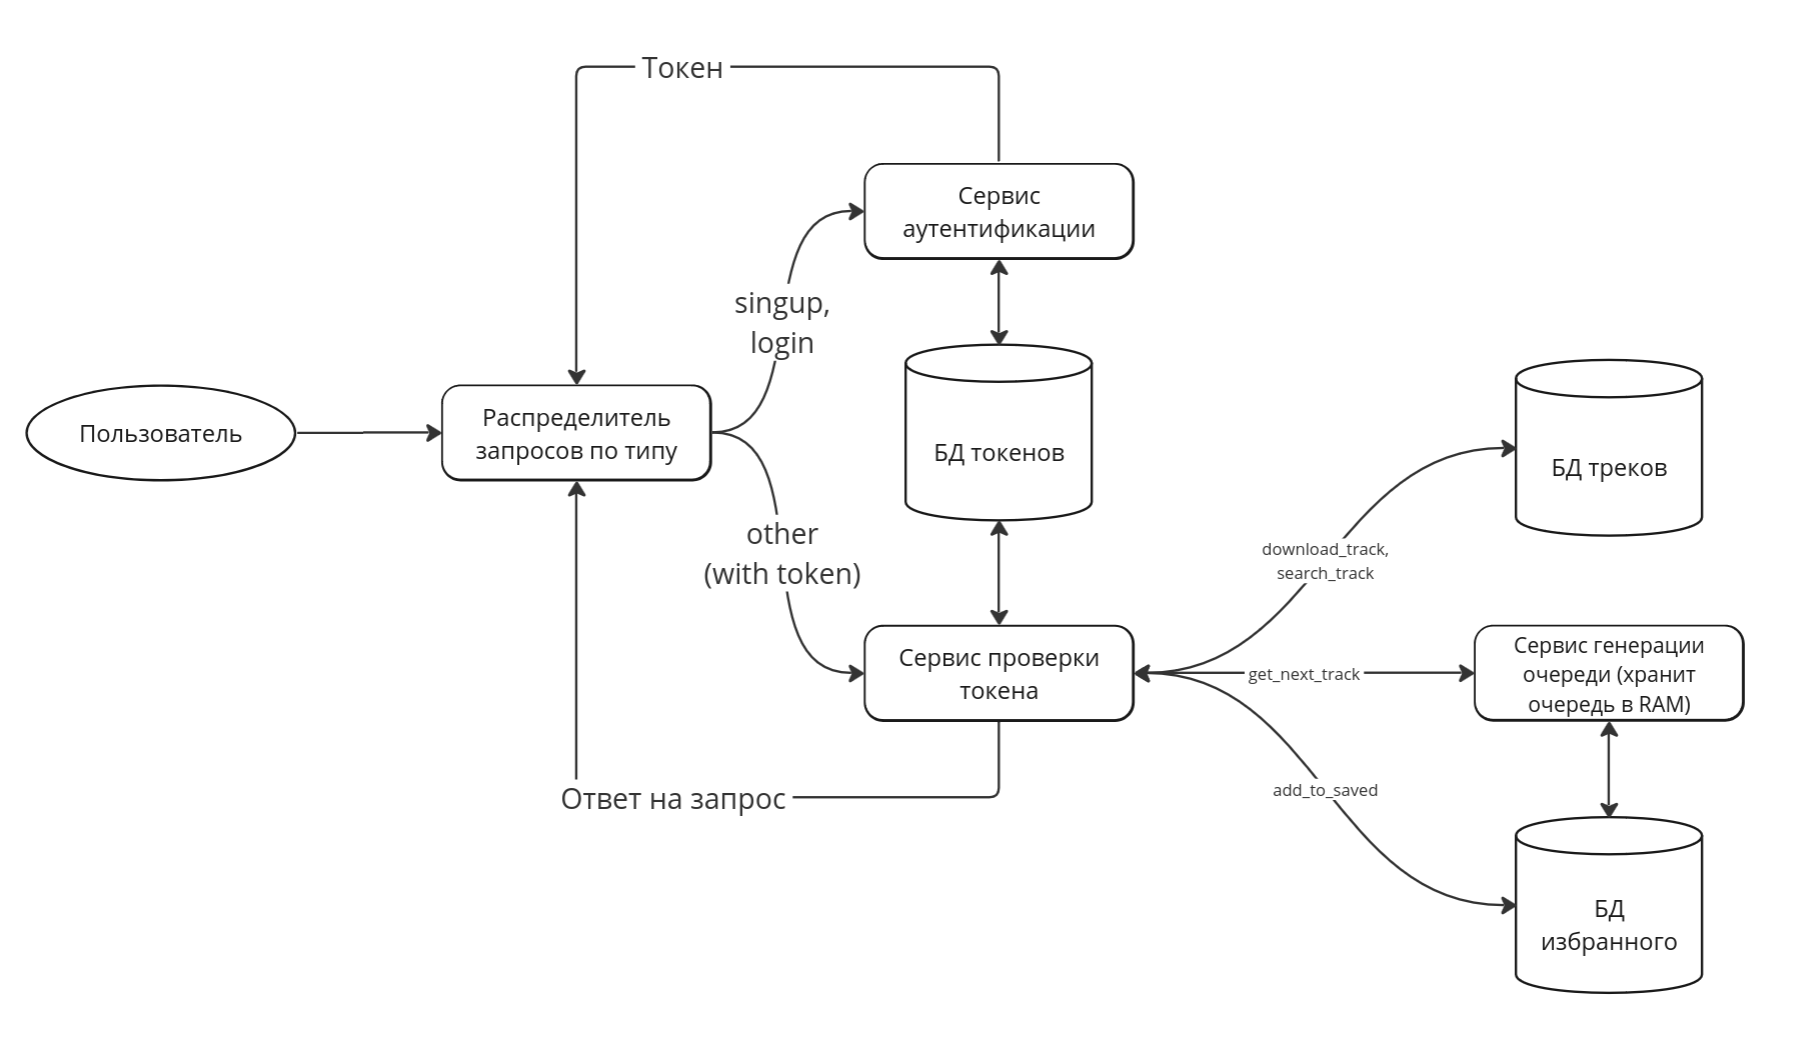 Токен
Сервис
аутентификации
singup,
login
Пользователь
Распределитель
запросов по типу
БД токенов
БД треков
other
(with token)
download_track,
search_track
Сервис проверки
токена
get_next_track
Сервис генерации
очереди (хранит
очередь в RAM)
add_to_saved
Ответ на запрос
БД
избранного